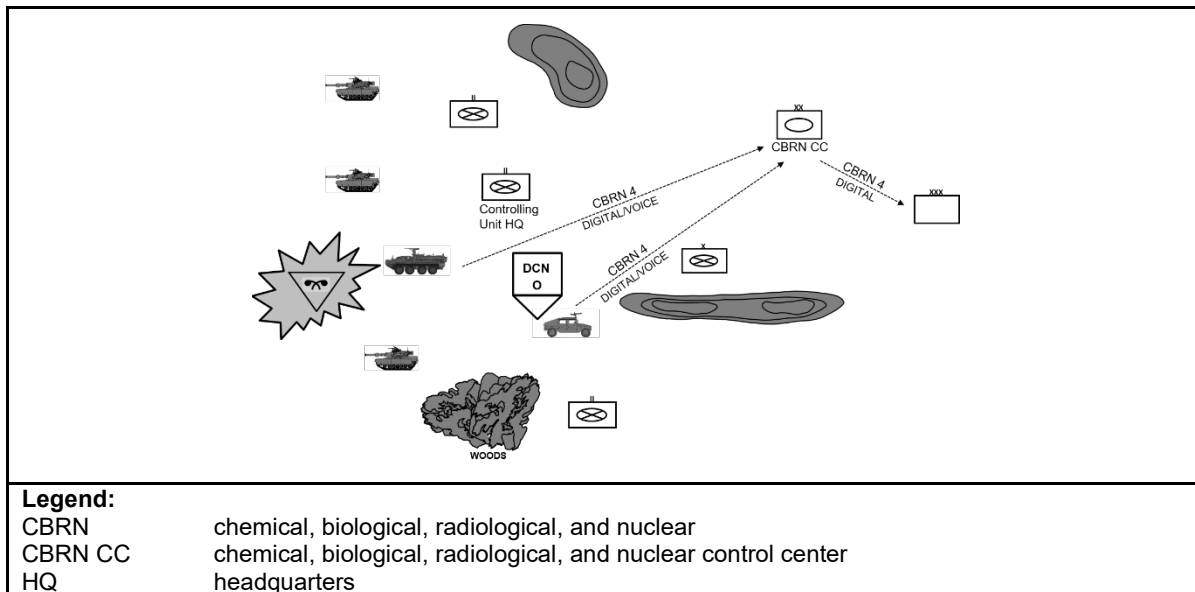 II
XX
CBRN CC
II
CBRN 4
DIGITAL
CBRN 4
DIGITAL/VOICE
XXX
Controlling
Unit HQ
CBRN 4
DIGITAL/VOICE
X
DCN
O
II
WOODS
Legend:
CBRN chemical, biological, radiological, and nuclear
CBRN CC chemical, biological, radiological, and nuclear control center
HQ headquarters